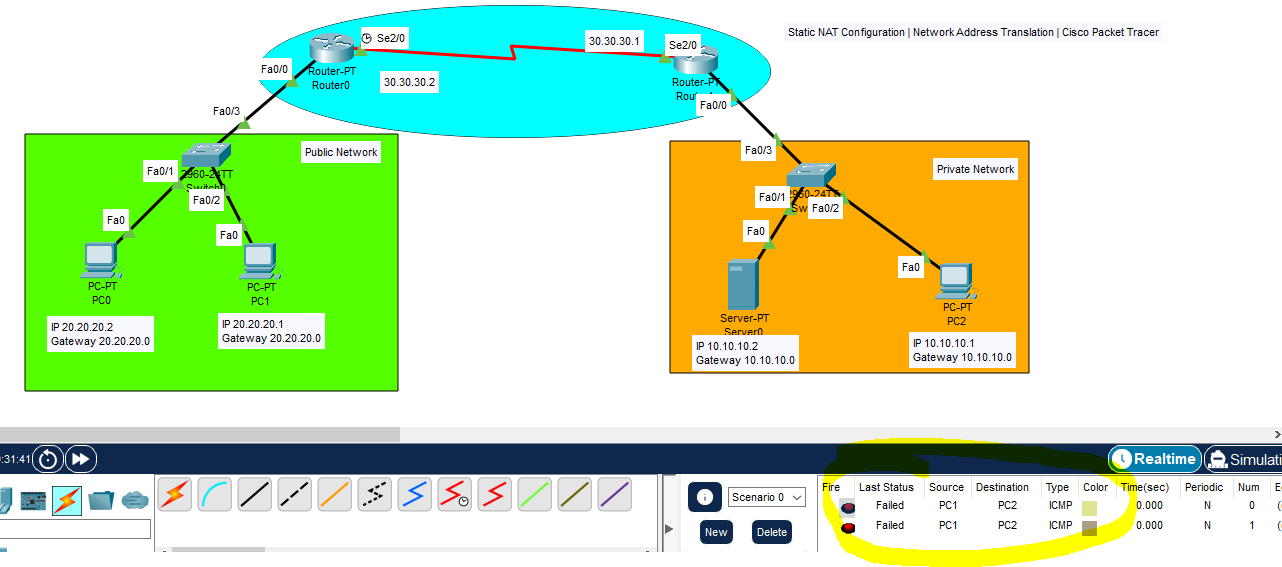 Static NAT Configuration | Network Address Translation | Cisco Packet Tracer
Se2/0
30.30.30.1
Se2/0
Fa0/0
Router-PT
Router0
30.30.30.2
Router-PT
Fa0/0
Fa0/3
Public Network
Fa0/3
Private Network
Fa0/1
2960-24TT
Switch0
Fa0/2
Fa0/1
2960-24TT
Fa0/2
Fa0
Fa0
Fa0
Fa0
PC-PT
PC0
PC-PT
PC1
Server-PT
Server0
PC-PT
PC2
IP 20.20.20.2
Gateway 20.20.20.0
IP 20.20.20.1
Gateway 20.20.20.0
IP 10.10.10.2
Gateway 10.10.10.0
IP 10.10.10.1
Gateway 10.10.10.0
:31:41
Realtime
Simulati
Scenario 0
New
Delete
Fire Last Status Source Destination Type Color Time(sec) Periodic Num E
Failed PC1 PC2 ICMP 0.000 N 0 (
Failed PC1 PC2 ICMP 0.000 N 1 (